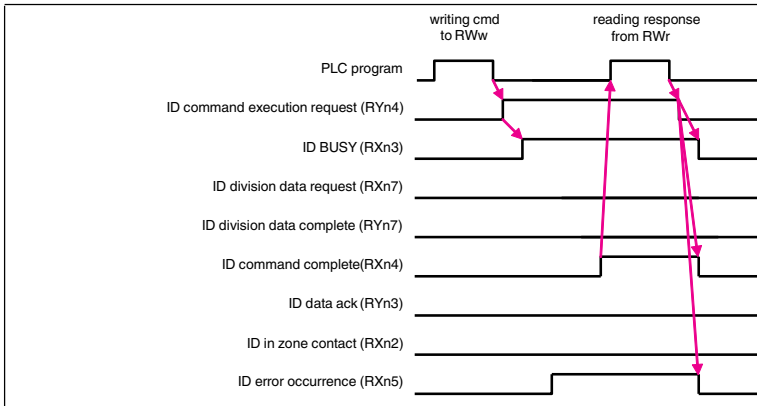 writing cmd
to RWw
reading response
from RWr
PLC program
ID command execution request (RYn4)
ID BUSY (RXn3)
ID division data request (RXn7)
ID division data complete (RYn7)
ID command complete(RXn4)
ID data ack (RYn3)
ID in zone contact (RXn2)
ID error occurrence (RXn5)